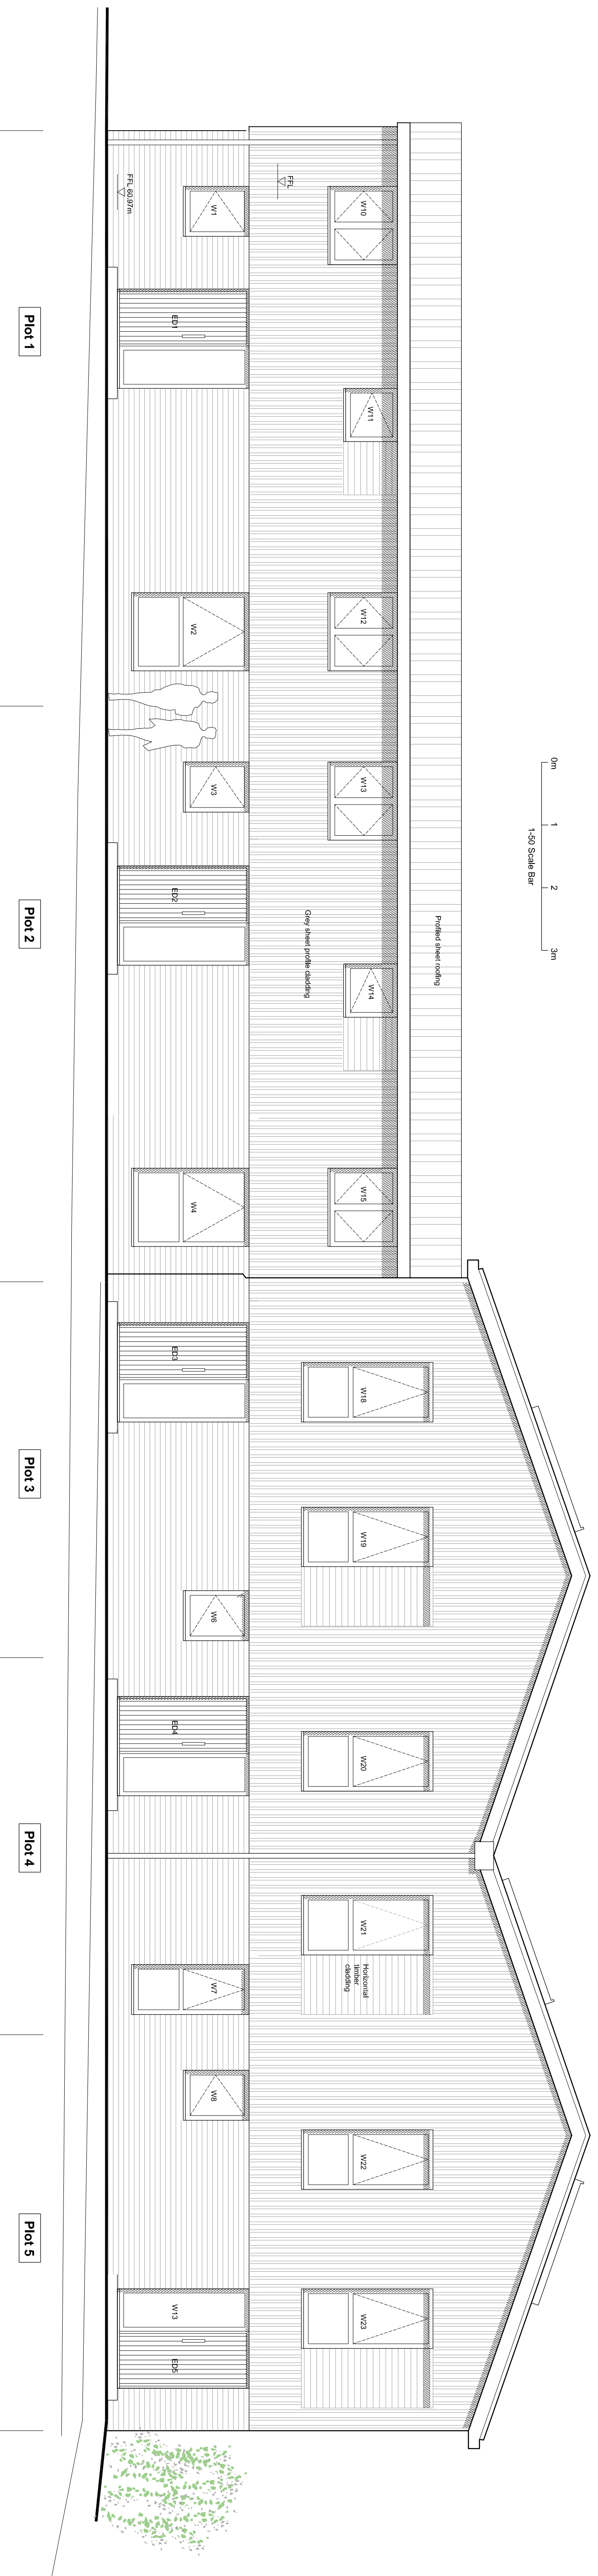 0m
1
2
3m
1-50 Scale Bar
Profiled sheet roofing
Grey sheet profile cladding
FFL
FFL 60.97m
W10
W11
W12
W13
W14
W15
W18
W19
W20
W21
W22
W23
Horizontal
timber
cladding
W1
ED1
W2
W3
ED2
W4
ED3
W6
ED4
W7
W8
W13
ED5
Plot 1
Plot 2
Plot 3
Plot 4
Plot 5